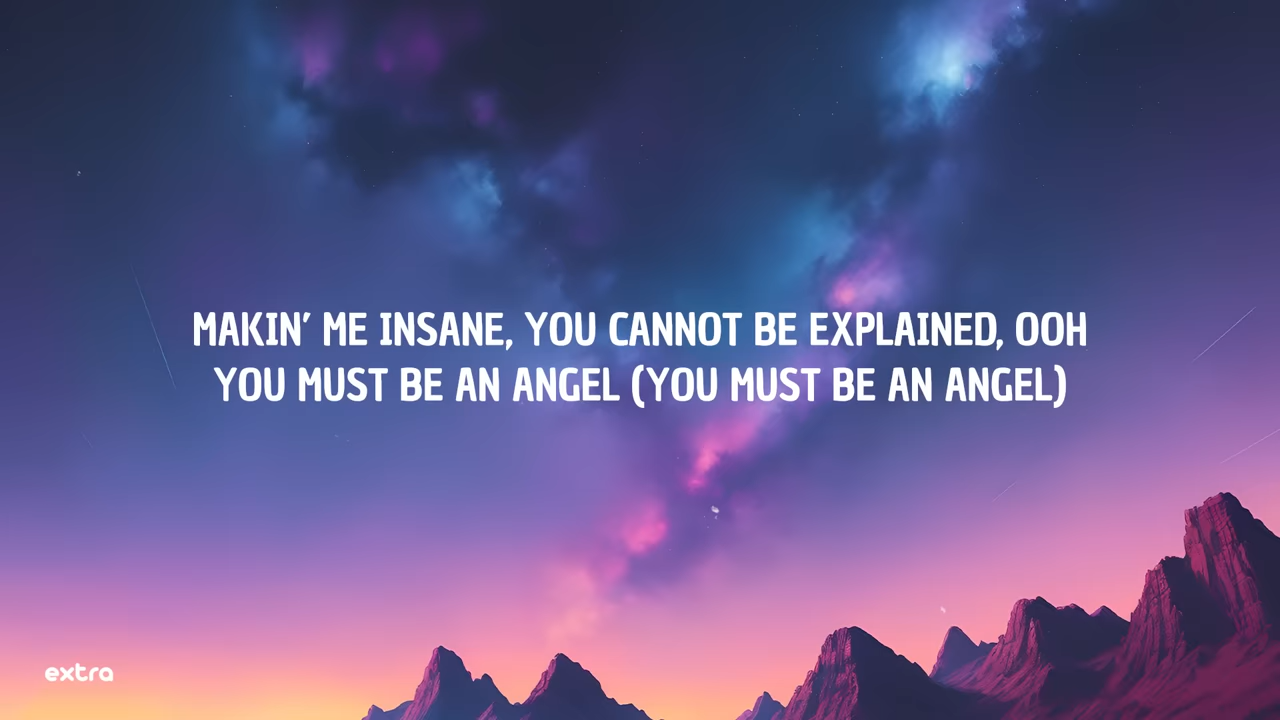 MAKIN' ME INSANE, YOU CANNOT BE EXPLAINED, OOH
YOU MUST BE AN ANGEL (YOU MUST BE AN ANGEL)
extra